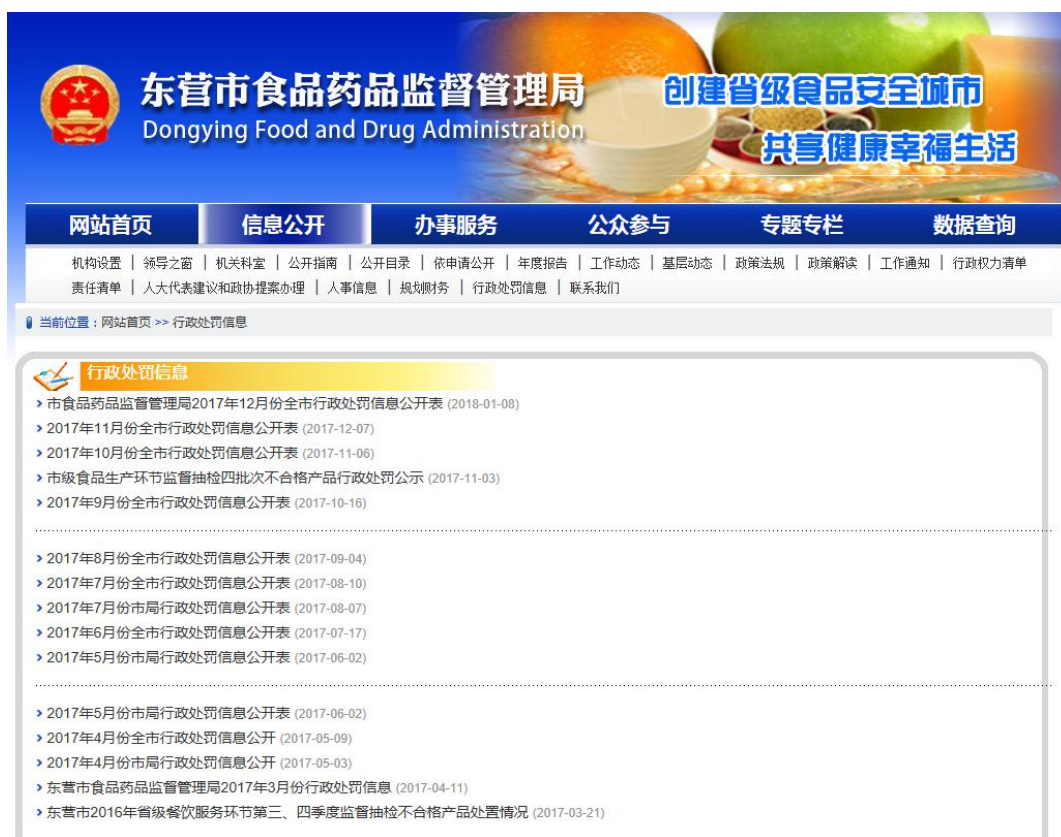 东营市食品药品监督管理局
Dongying Food and Drug Administration
创建省级食品安全城市
共享健康幸福生活
网站首页 信息公开 办事服务 公众参与 专题专栏 数据查询
机构设置 | 领导之窗 | 机关科室 | 公开指南 | 公开目录 | 依申请公开 | 年度报告 | 工作动态 | 基层动态 | 政策法规 | 政策解读 | 工作通知 | 行政权力清单
责任清单 | 人大代表建议和政协提案办理 | 人事信息 | 规划财务 | 行政处罚信息 | 联系我们
当前位置：网站首页 >> 行政处罚信息
行政处罚信息
市食品药品监督管理局2017年12月份全市行政处罚信息公开表 (2018-01-08)
2017年11月份全市行政处罚信息公开表 (2017-12-07)
2017年10月份全市行政处罚信息公开表 (2017-11-06)
市级食品生产环节监督抽检四批次不合格产品行政处罚公示 (2017-11-03)
2017年9月份全市行政处罚信息公开表 (2017-10-16)
2017年8月份全市行政处罚信息公开表 (2017-09-04)
2017年7月份全市行政处罚信息公开表 (2017-08-10)
2017年7月份市局行政处罚信息公开表 (2017-08-07)
2017年6月份全市行政处罚信息公开表 (2017-07-17)
2017年5月份市局行政处罚信息公开表 (2017-06-02)
2017年5月份市局行政处罚信息公开表 (2017-06-02)
2017年4月份全市行政处罚信息公开 (2017-05-09)
2017年4月份市局行政处罚信息公开 (2017-05-03)
东营市食品药品监督管理局2017年3月份行政处罚信息 (2017-04-11)
东营市2016年省级餐饮服务环节第三、四季度监督抽检不合格产品处置情况 (2017-03-21)